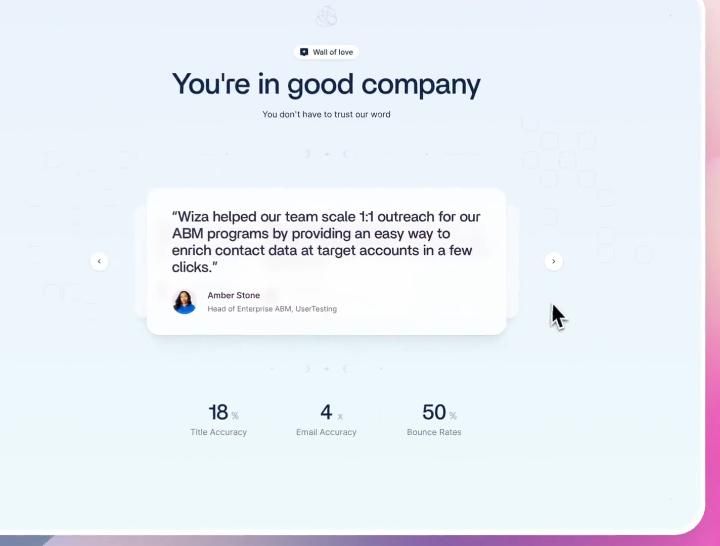 Wall of love
You're in good company
You don't have to trust our word
“Wiza helped our team scale 1:1 outreach for our
ABM programs by providing an easy way to
enrich contact data at target accounts in a few
clicks.”
Amber Stone
Head of Enterprise ABM, UserTesting
18 % 4 x 50 %
Title Accuracy Email Accuracy Bounce Rates